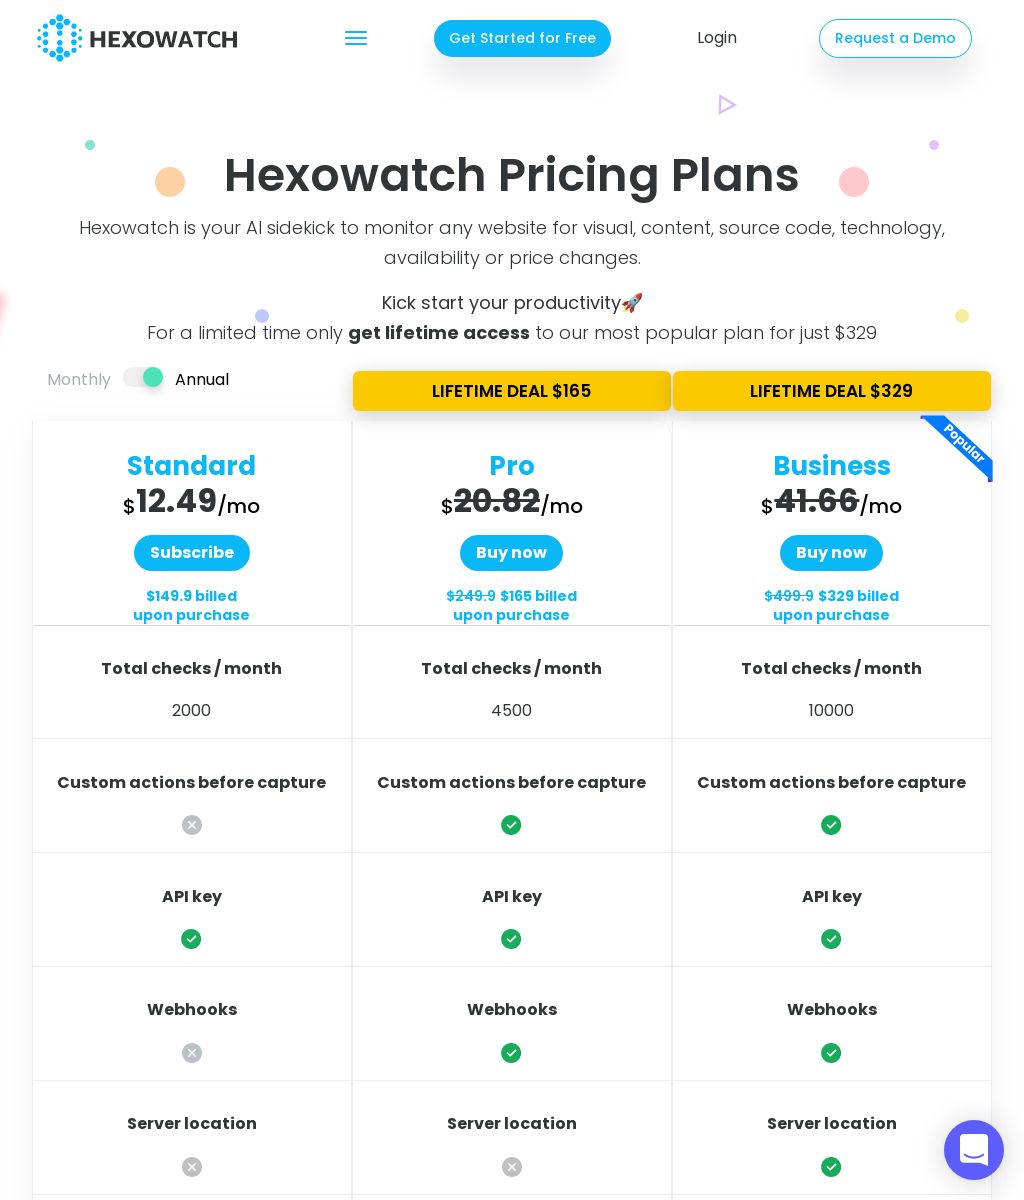 HEXOWATCH
Get Started for Free
Login
Request a Demo
Hexowatch Pricing Plans
Hexowatch is your AI sidekick to monitor any website for visual, content, source code, technology,
availability or price changes.
Kick start your productivity🚀
For a limited time only get lifetime access to our most popular plan for just $329
Monthly Annual
LIFETIME DEAL $165
LIFETIME DEAL $329
Popular
Standard
$12.49/mo
Subscribe
$149.9 billed
upon purchase
Total checks / month
2000
Custom actions before capture
API key
Webhooks
Server location
Pro
$20.82/mo
Buy now
$249.9 $165 billed
upon purchase
Total checks / month
4500
Custom actions before capture
API key
Webhooks
Server location
Business
$41.66/mo
Buy now
$499.9 $329 billed
upon purchase
Total checks / month
10000
Custom actions before capture
API key
Webhooks
Server location